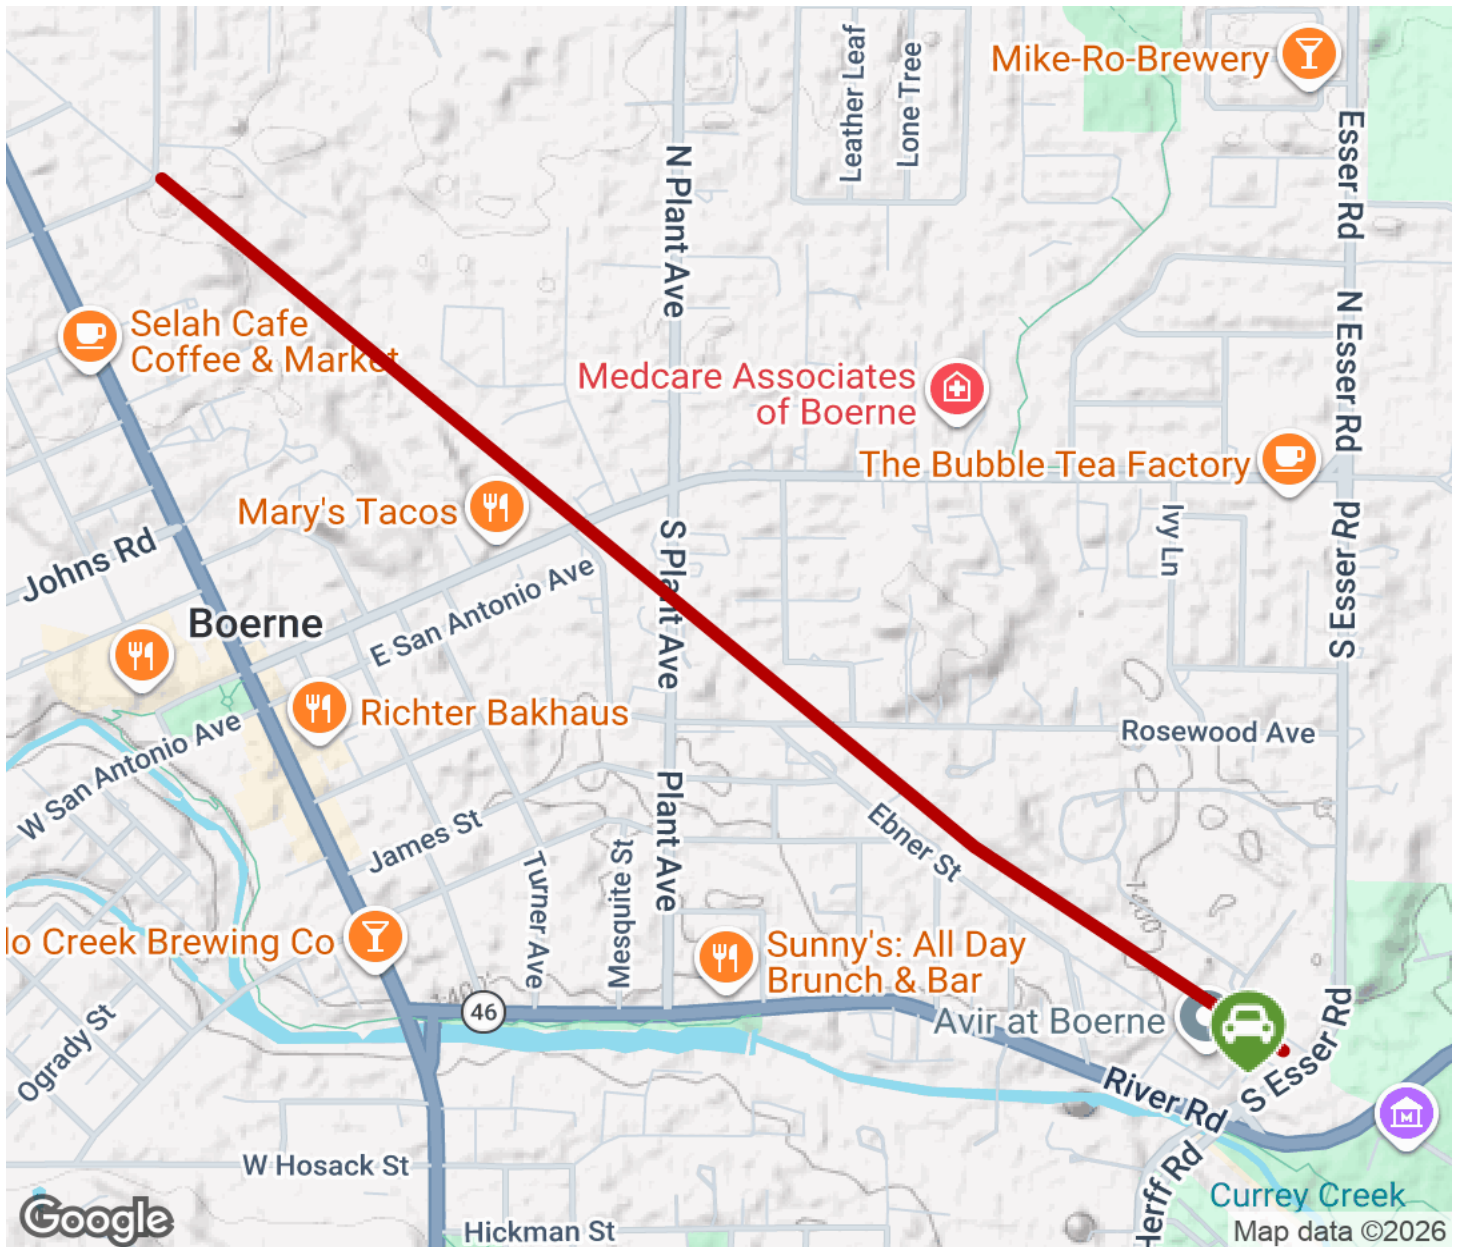 Mike-Ro-Brewery
Leather Leaf
Lone Tree
Esser Rd
N Plant Ave
N Esser Rd
Selah Cafe
Coffee & Market
Medcare Associates
of Boerne
The Bubble Tea Factory
Mary's Tacos
Ivy Ln
S Esser Rd
Johns Rd
S Plant Ave
E San Antonio Ave
Boerne
Richter Bakhaus
Rosewood Ave
W San Antonio Ave
Plant Ave
James St
Ebner St
Turner Ave
Mesquite St
1,400
lo Creek Brewing Co
Sunny's: All Day
Brunch & Bar
1,400
46
Avir at Boerne
S Esser Rd
Ogrady St
River Rd
M
W Hosack St
Herff Rd
Currey Creek
Hickman St
Google
Map data ©2026